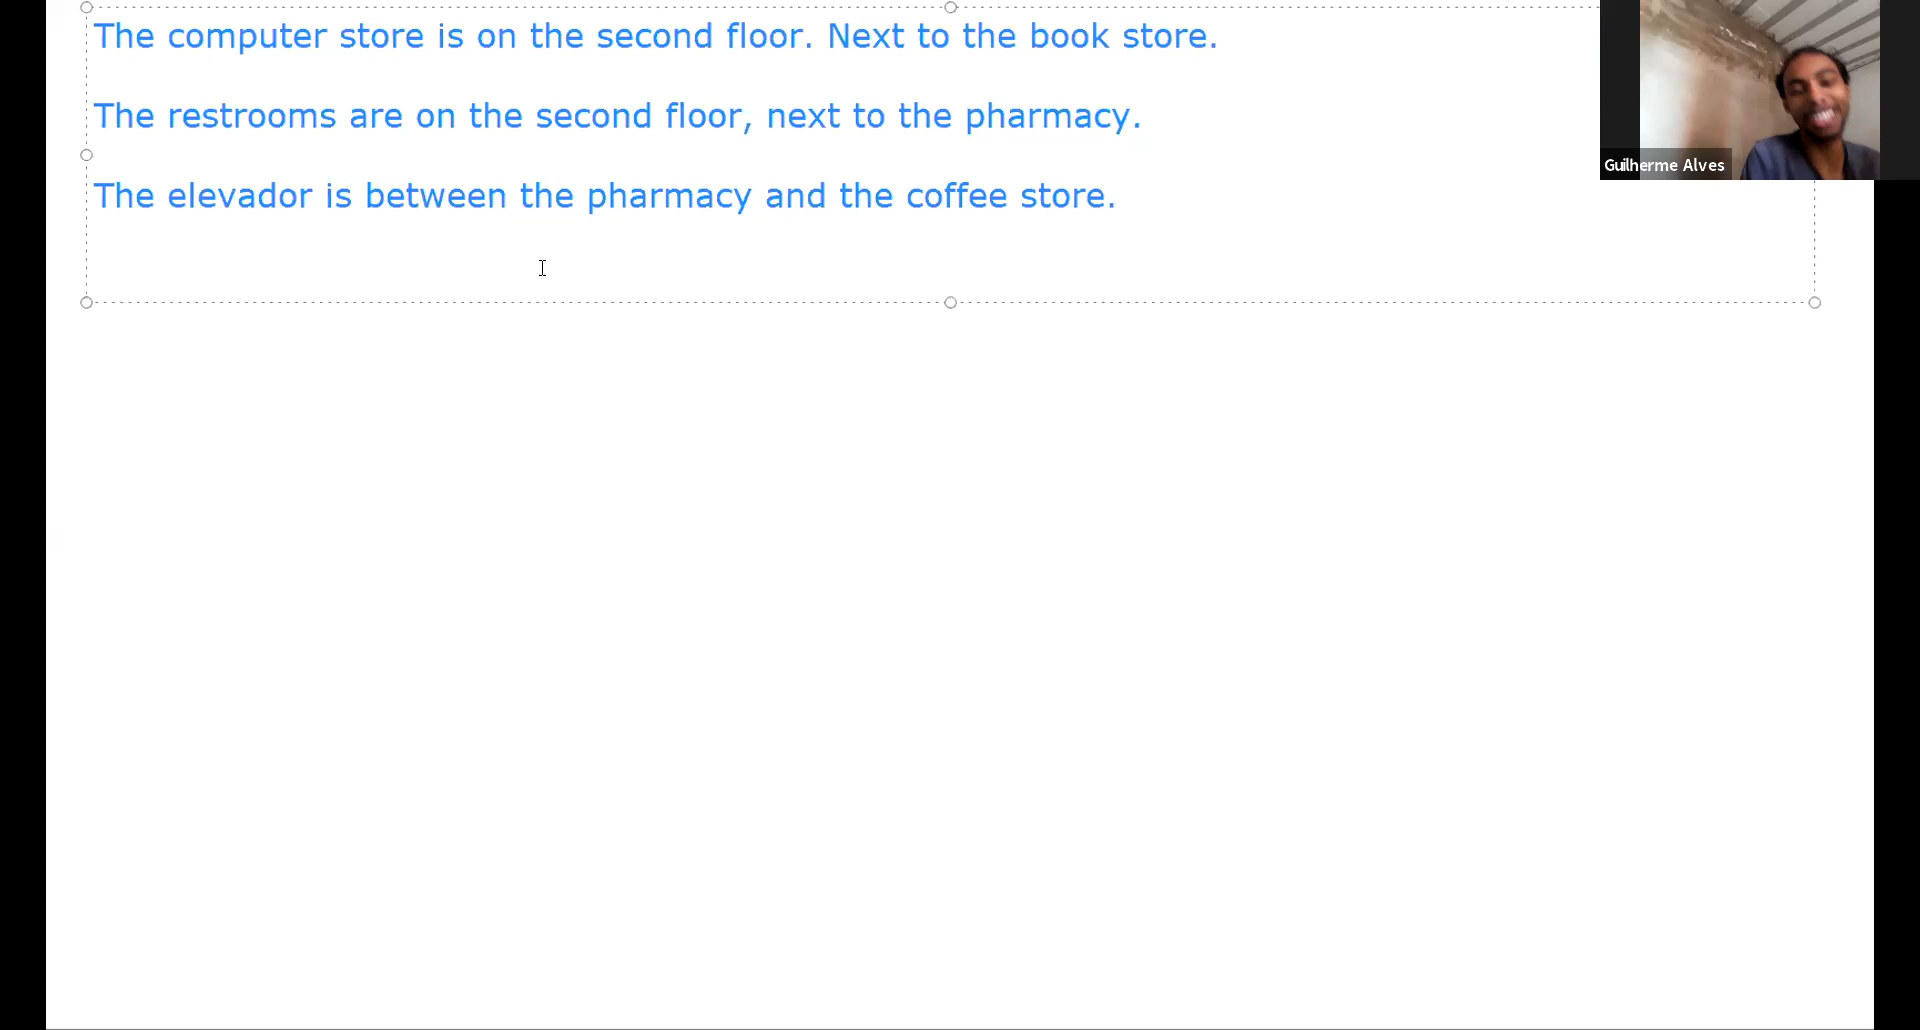 The computer store is on the second floor. Next to the book store.
The restrooms are on the second floor, next to the pharmacy.
The elevador is between the pharmacy and the coffee store.
Guilherme Alves